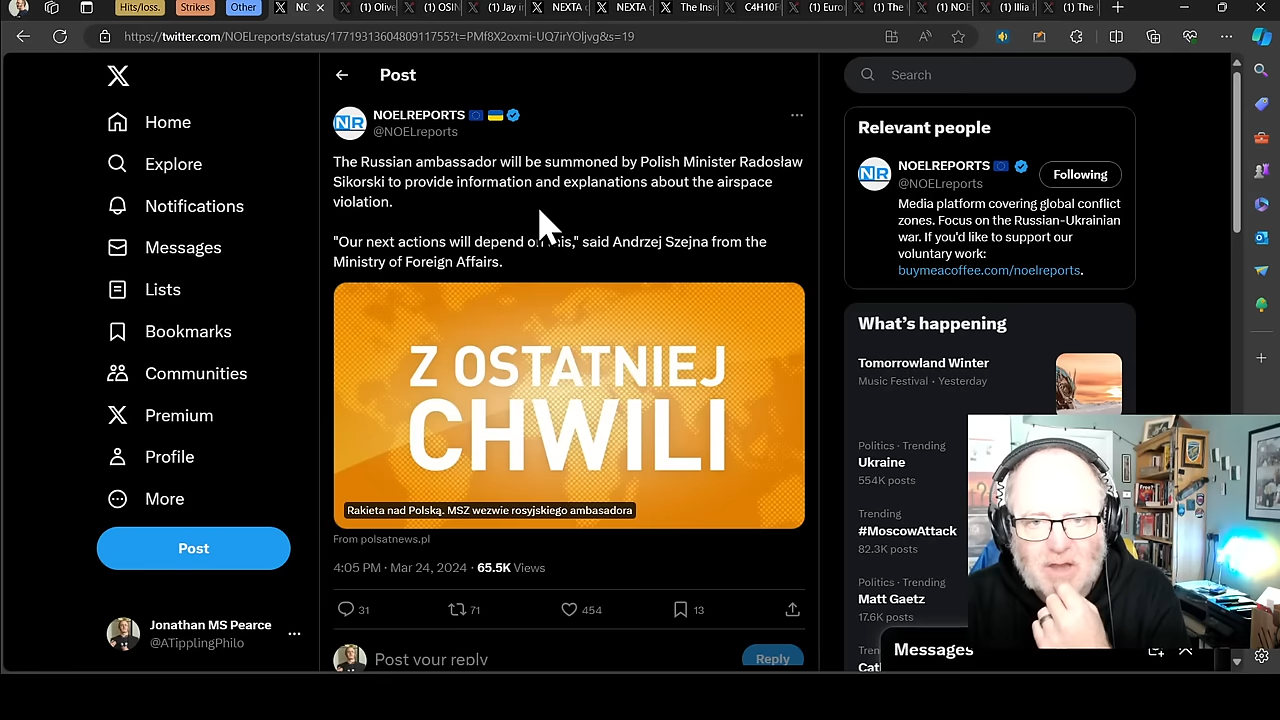 Hits/loss.
Strikes
Other
NC
(1) Olive
(1) OSIN
(1) Jay i
NEXTA
NEXTA
The Ins
C4H10F
(1) Euro
(1) The
(1) NOE
(1) Illia
(1) The
https://twitter.com/NOELreports/status/1771931360480911755?t=PMf8X2oxmi-UQ7irYOljvg&s=19
Post
Search
Home
Explore
Notifications
Messages
Lists
Bookmarks
Communities
Premium
Profile
More
Post
Jonathan MS Pearce
@ATipplingPhilo
NR
NOELREPORTS
@NOELreports
The Russian ambassador will be summoned by Polish Minister Radoslaw
Sikorski to provide information and explanations about the airspace
violation.
"Our next actions will depend on this," said Andrzej Szejna from the
Ministry of Foreign Affairs.
Z OSTATNIEJ
CHWILI
Rakieta nad Polską. MSZ wezwie rosyjskiego ambasadora
From polsatnews.pl
4:05 PM · Mar 24, 2024 · 65.5K Views
31
71
454
13
Post your reply
Reply
Relevant people
NR
NOELREPORTS
@NOELreports
Following
Media platform covering global conflict
zones. Focus on the Russian-Ukrainian
war. If you'd like to support our
voluntary work:
buymeacoffee.com/noelreports.
What's happening
Tomorrowland Winter
Music Festival · Yesterday
Politics · Trending
Ukraine
554K posts
Trending
#MoscowAttack
82.3K posts
Politics · Trending
Matt Gaetz
17.6K posts
Messages